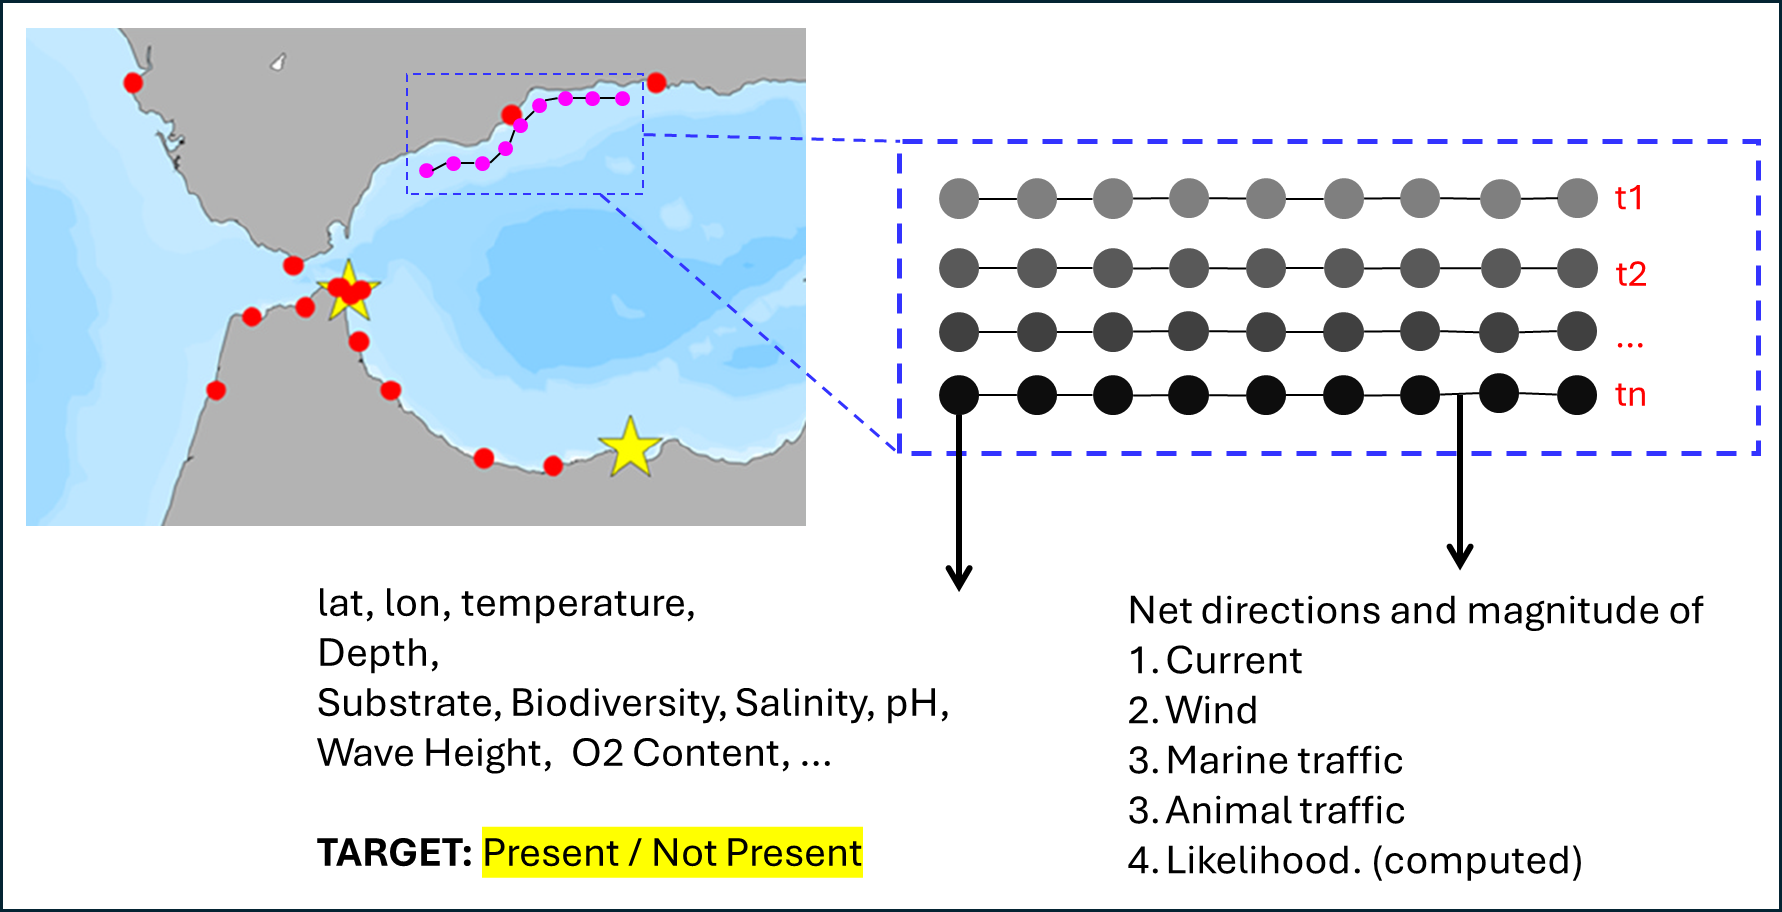 t1
t2
...
tn
lat, lon, temperature,
Depth,
Substrate, Biodiversity, Salinity, pH,
Wave Height, O2 Content, ...
TARGET: Present / Not Present
Net directions and magnitude of
1. Current
2. Wind
3. Marine traffic
3. Animal traffic
4. Likelihood. (computed)